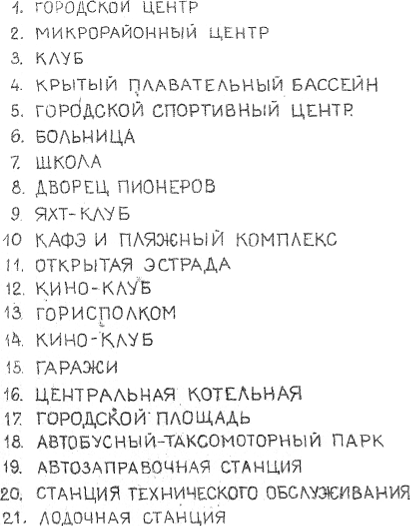 1. ГОРОДСКОЙ ЦЕНТР
2. МИКРОРАЙОННЫЙ ЦЕНТР
3. КЛУБ
4. КРЫТЫЙ ПЛАВАТЕЛЬНЫЙ БАССЕЙН
5. ГОРОДСКОЙ СПОРТИВНЫЙ ЦЕНТР.
6. БОЛЬНИЦА
7. ШКОЛА
8. ДВОРЕЦ ПИОНЕРОВ
9. ЯХТ-КЛУБ
10 КАФЭ И ПЛЯЖНЫЙ КОМПЛЕКС
11. ОТКРЫТАЯ ЭСТРАДА
12. КИНО-КЛУБ
13. ГОРИСПОЛКОМ
14. КИНО-КЛУБ
15. ГАРАЖИ
16. ЦЕНТРАЛЬНАЯ КОТЕЛЬНАЯ
17. ГОРОДСКОЙ ПЛОЩАДЬ
18. АВТОБУСНЫЙ-ТАКСОМОТОРНЫЙ ПАРК
19. АВТОЗАПРАВОЧНАЯ СТАНЦИЯ
20. СТАНЦИЯ ТЕХНИЧЕСКОГО ОБСЛУЖИВАНИЯ
21. ЛОДОЧНАЯ СТАНЦИЯ